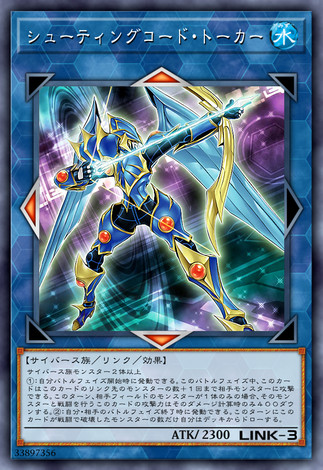 シューティングコード・トーカー
水
【サイバース族/リンク/効果】
サイバース族モンスター2体以上
①:自分バトルフェイズ開始時に発動できる。このバトルフェイズ中、このカー
ドはこのカードのリンク先のモンスターの数+1回まで相手モンスターに攻撃
できる。このターン、相手フィールドのモンスターが1体のみの場合、そのモン
スターと戦闘を行うこのカードの攻撃力はそのダメージ計算時のみ400ダウ
ンする。②:自分・相手のバトルフェイズ終了時に発動できる。このターンにこの
カードが戦闘で破壊したモンスターの数だけ自分はデッキからドローする。
ATK/2300 LINK-3
33897356